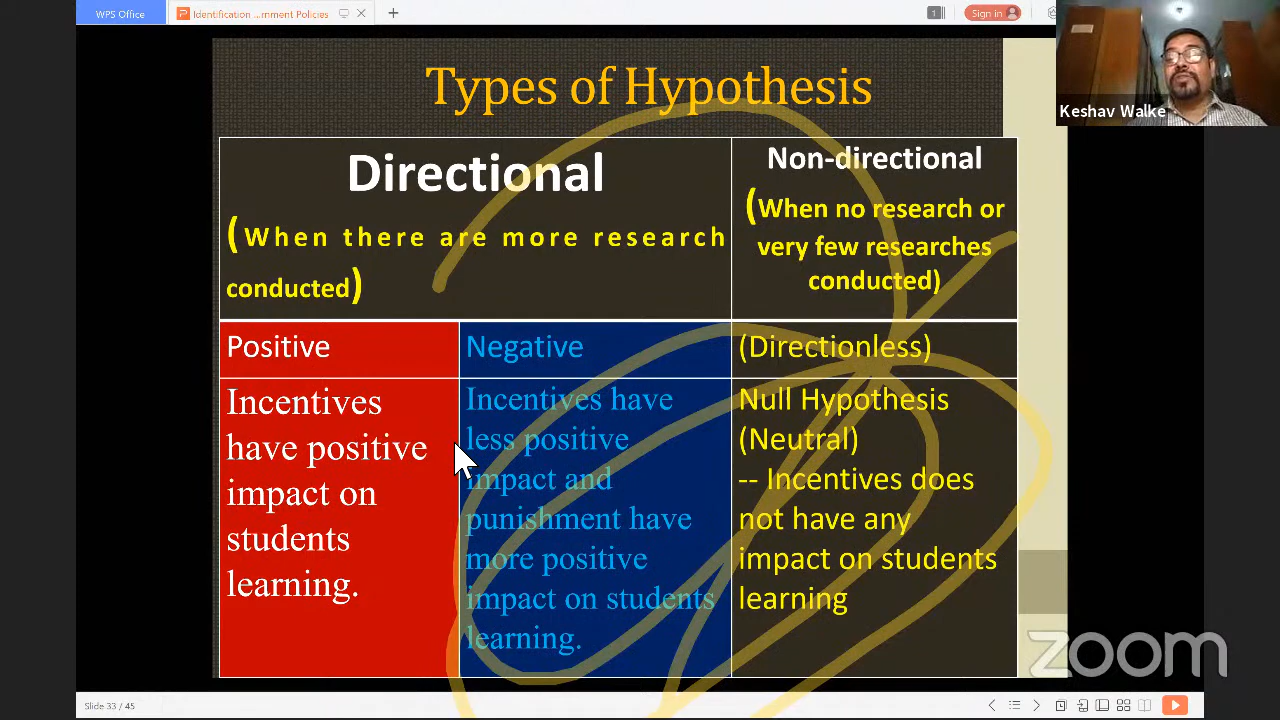 WPS Office
Identification ...rnment Policies
1
Sign in
Keshav Walke
Types of Hypothesis
Directional
(When there are more research
conducted)
Non-directional
(When no research or
very few researches
conducted)
Positive
Negative
(Directionless)
Incentives
have positive
impact on
students
learning.
Incentives have
less positive
impact and
punishment have
more positive
impact on students
learning.
Null Hypothesis
(Neutral)
-- Incentives does
not have any
impact on students
learning
zoom
Slide 33 / 45